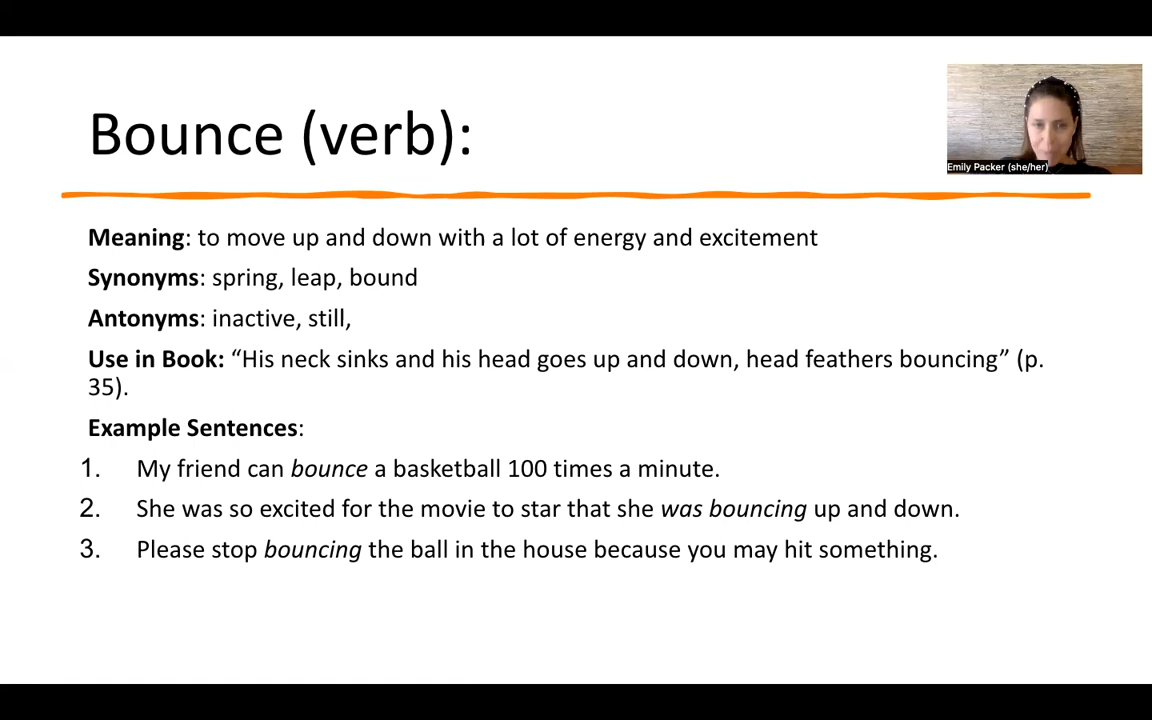 Bounce (verb):
Emily Packer (she/her)
Meaning: to move up and down with a lot of energy and excitement
Synonyms: spring, leap, bound
Antonyms: inactive, still,
Use in Book: “His neck sinks and his head goes up and down, head feathers bouncing” (p.
35).
Example Sentences:
1. My friend can bounce a basketball 100 times a minute.
2. She was so excited for the movie to star that she was bouncing up and down.
3. Please stop bouncing the ball in the house because you may hit something.